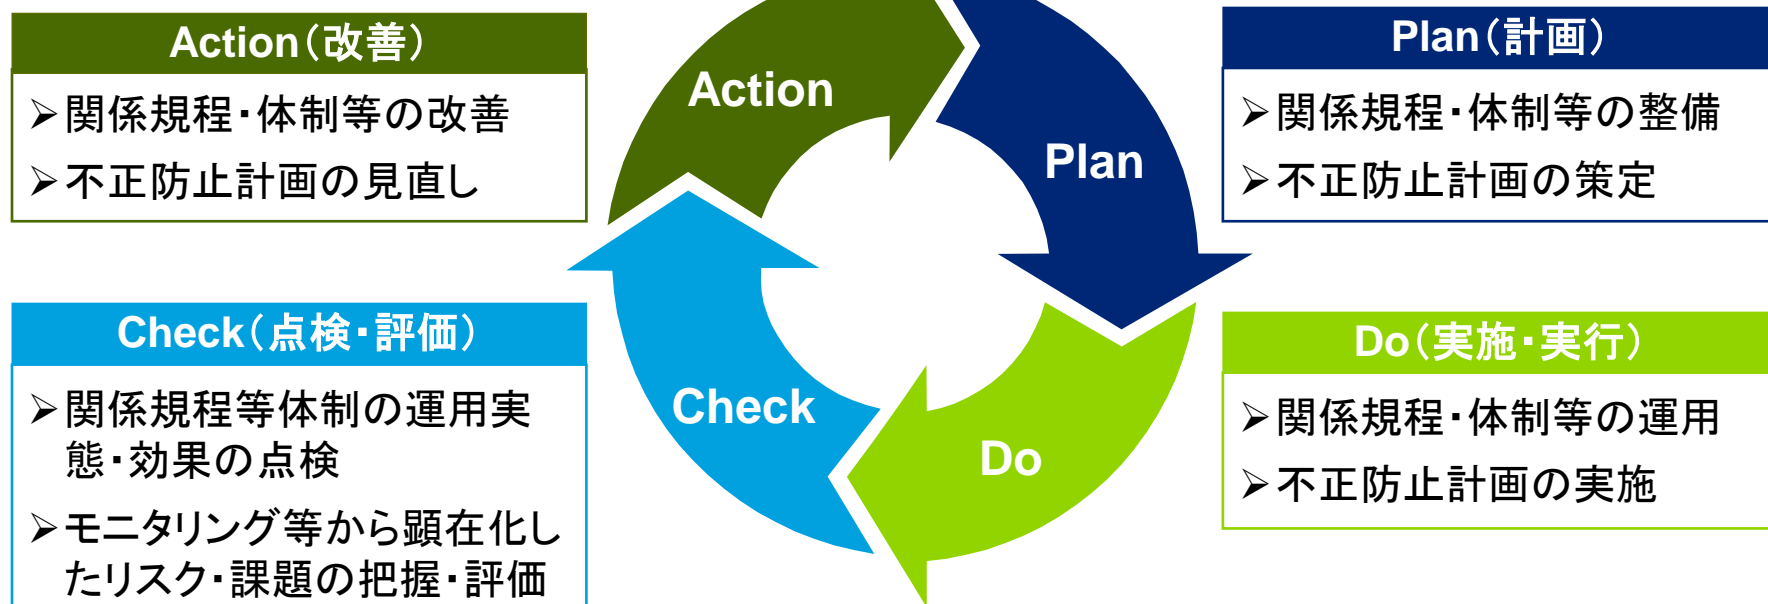 Action(改善)
➢関係規程・体制等の改善
➢不正防止計画の見直し
Action
Plan
Plan(計画)
➢関係規程・体制等の整備
➢不正防止計画の策定
Check(点検・評価)
➢関係規程等体制の運用実
態・効果の点検
➢モニタリング等から顕在化し
たリスク・課題の把握・評価
Check
Do
Do(実施・実行)
➢関係規程・体制等の運用
➢不正防止計画の実施